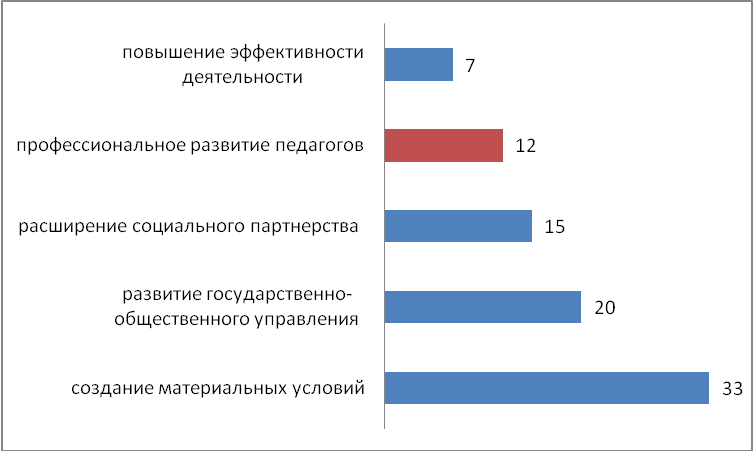 повышение эффективности
деятельности
7
профессиональное развитие педагогов
12
расширение социального партнерства
15
развитие государственно-
общественного управления
20
создание материальных условий
33